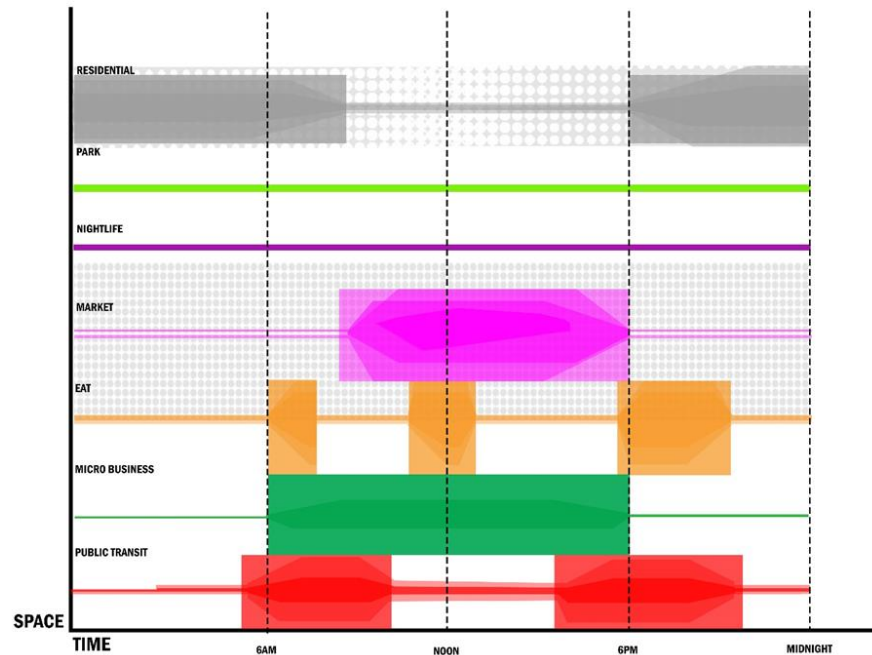 RESIDENTIAL
PARK
NIGHTLIFE
MARKET
EAT
MICRO BUSINESS
PUBLIC TRANSIT
SPACE
TIME
6AM
NOON
6PM
MIDNIGHT